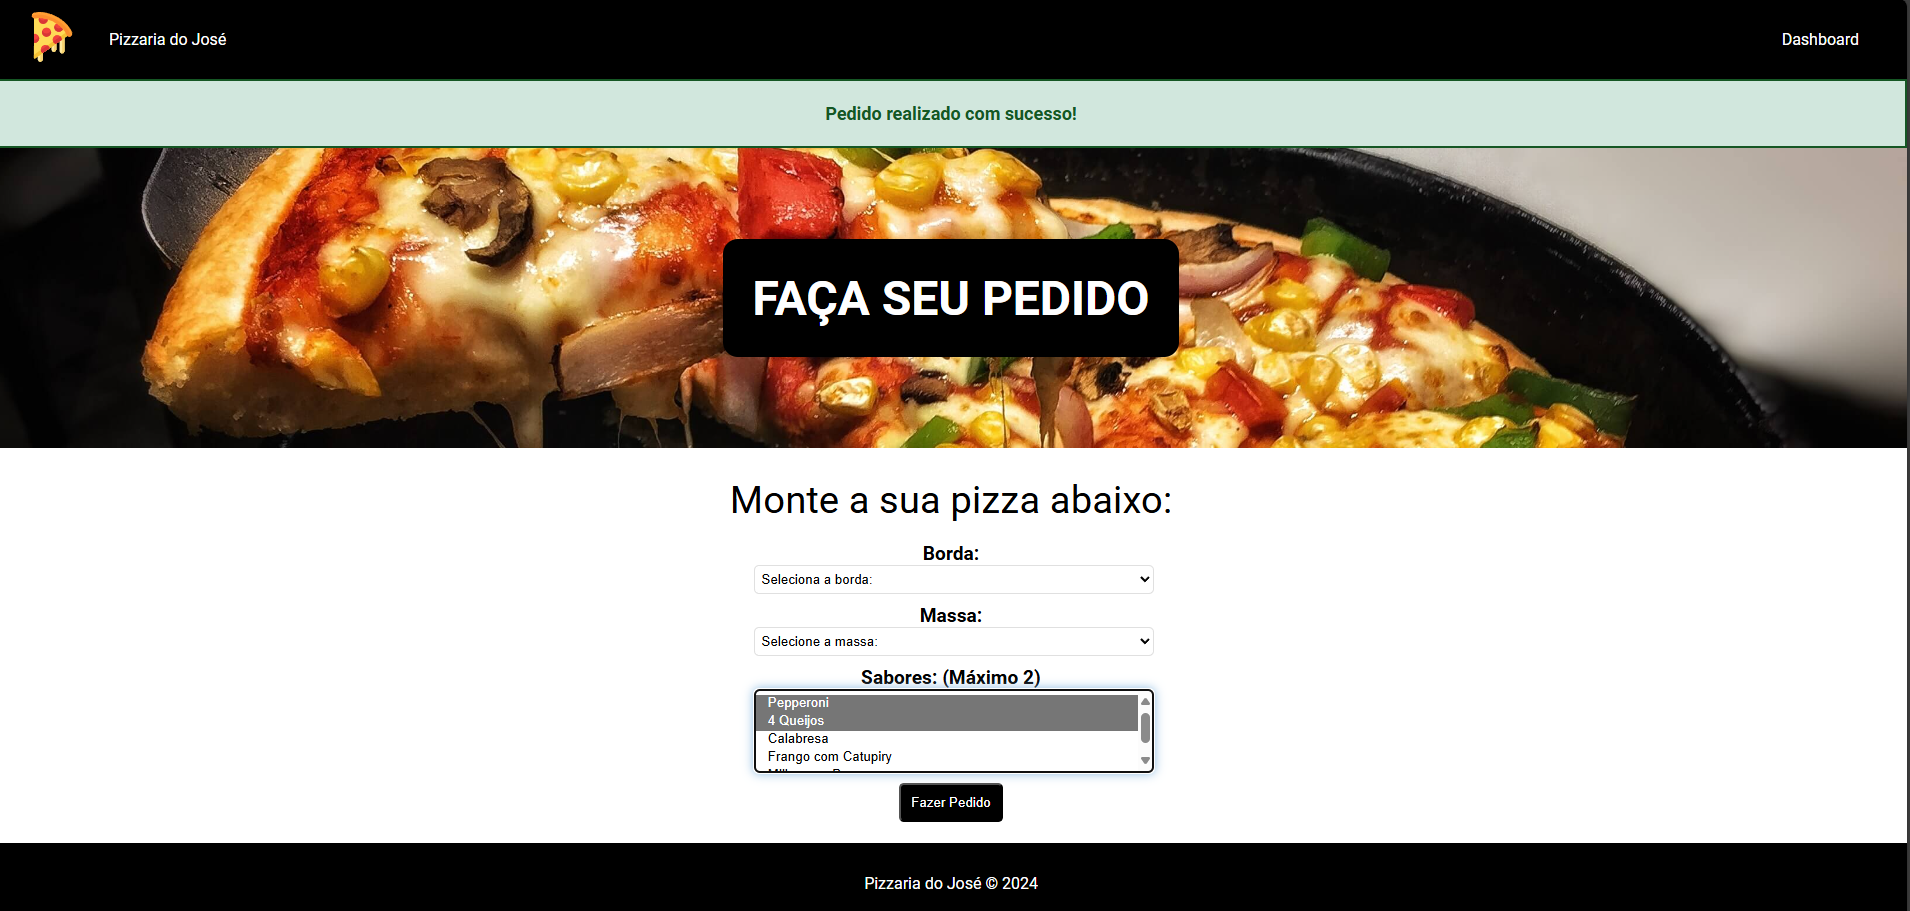 Pizzaria do José
Dashboard
Pedido realizado com sucesso!
FAÇA SEU PEDIDO
Monte a sua pizza abaixo:
Borda:
Seleciona a borda:
Massa:
Selecione a massa:
Sabores: (Máximo 2)
Pepperoni
4 Queijos
Calabresa
Frango com Catupiry
Fazer Pedido
Pizzaria do José © 2024